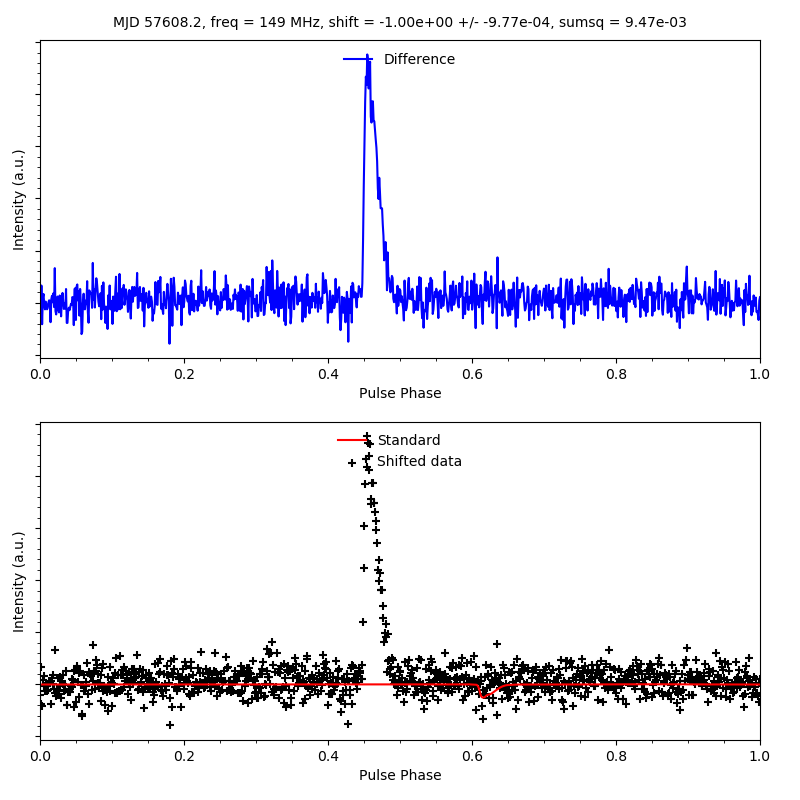 MJD 57608.2, freq = 149 MHz, shift = -1.00e+00 +/- -9.77e-04, sumsq = 9.47e-03
Difference
Intensity (a.u.)
0.0 0.2 0.4 0.6 0.8 1.0
Pulse Phase
Standard
Shifted data
Intensity (a.u.)
0.0 0.2 0.4 0.6 0.8 1.0
Pulse Phase